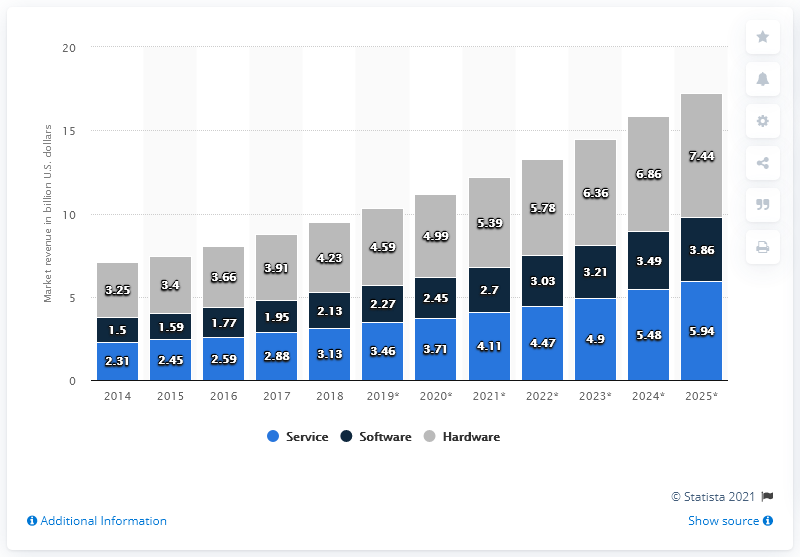 20
15
10
5
0
Market revenue in billion U.S. dollars
3.25 3.4 3.66 3.91 4.23 4.59 4.99 5.39 5.78 6.36 6.86 7.44
1.5 1.59 1.77 1.95 2.13 2.27 2.45 2.7 3.03 3.21 3.49 3.86
2.31 2.45 2.59 2.88 3.13 3.46 3.71 4.11 4.47 4.9 5.48 5.94
2014 2015 2016 2017 2018 2019* 2020* 2021* 2022* 2023* 2024* 2025*
Service Software Hardware
© Statista 2021
Additional Information Show source